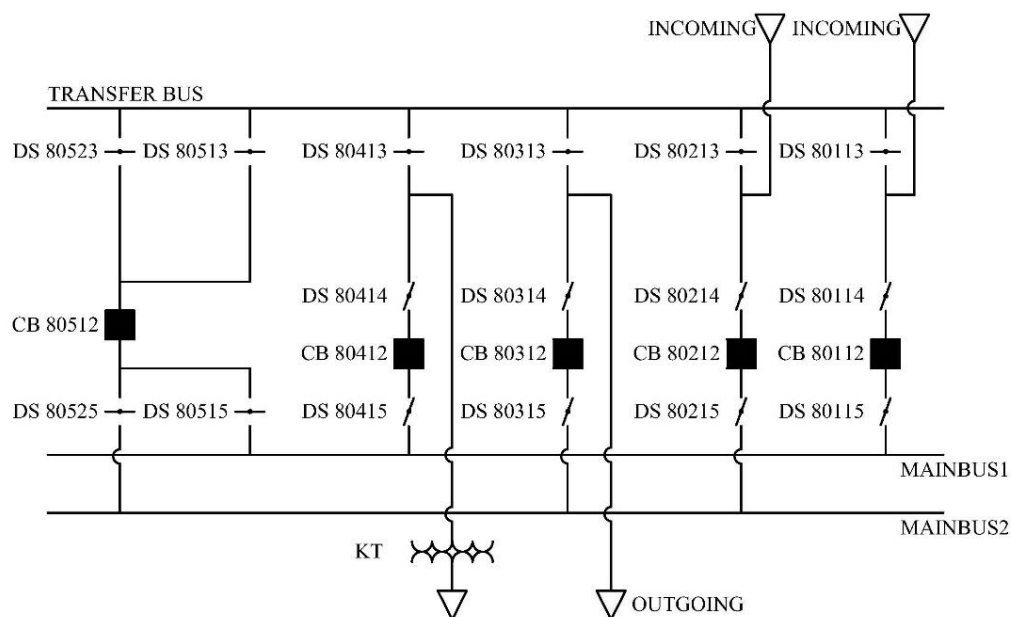 INCOMING INCOMING
TRANSFER BUS
DS 80523 DS 80513 DS 80413 DS 80313 DS 80213 DS 80113
DS 80414 DS 80314 DS 80214 DS 80114
CB 80512
CB 80412 CB 80312 CB 80212 CB 80112
DS 80525 DS 80515 DS 80415 DS 80315 DS 80215 DS 80115
MAINBUS1
MAINBUS2
KT
OUTGOING